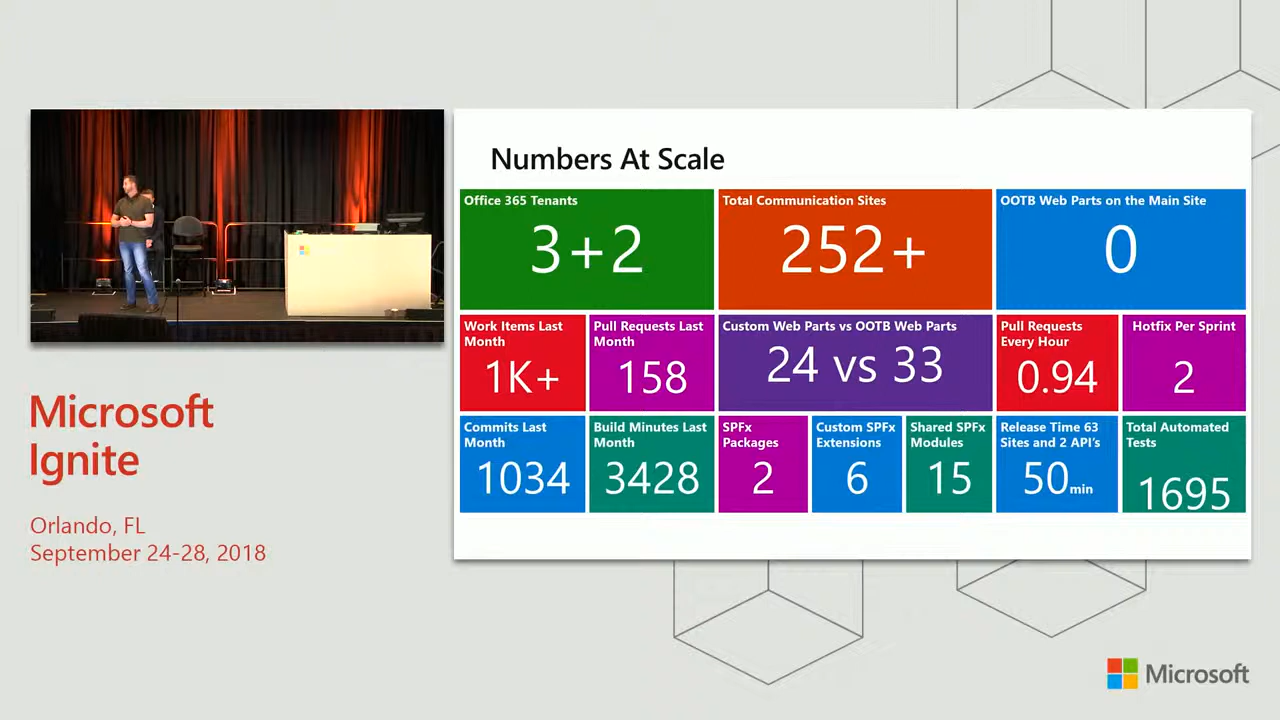 Numbers At Scale
Office 365 Tenants
3+2
Total Communication Sites
252+
OOTB Web Parts on the Main Site
0
Work Items Last
Month
1K+
Pull Requests Last
Month
158
Custom Web Parts vs OOTB Web Parts
24 vs 33
Pull Requests
Every Hour
0.94
Hotfix Per Sprint
2
Commits Last
Month
1034
Build Minutes Last
Month
3428
SPFx
Packages
2
Custom SPFx
Extensions
6
Shared SPFx
Modules
15
Release Time 63
Sites and 2 API's
50min
Total Automated
Tests
1695
Microsoft
Ignite
Orlando, FL
September 24-28, 2018
Microsoft